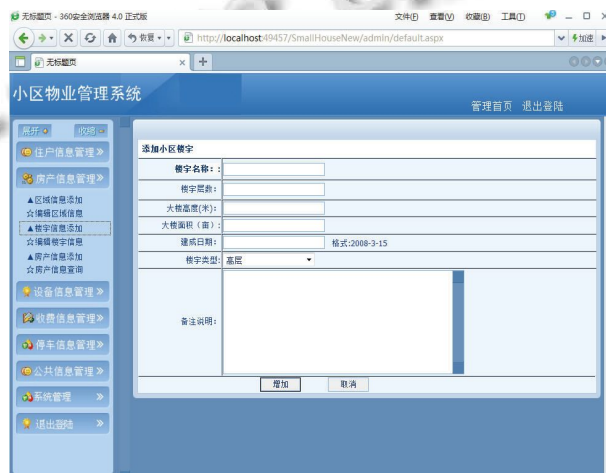 无标题页 - 360安全浏览器 4.0 正式版
文件(F) 查看(V) 收藏(B) 工具(T)
恢复 http://localhost:49457/SmallHouseNew/admin/default.aspx 加速
无标题页
小区物业管理系统
管理首页 退出登陆
展开 收缩
住户信息管理
房产信息管理
▲区域信息添加
☆编辑区域信息
▲楼宇信息添加
☆编辑楼宇信息
▲房产信息添加
☆房产信息查询
设备信息管理
收费信息管理
停车信息管理
公共信息管理
系统管理
退出登陆
添加小区楼宇
楼宇名称：:
楼宇层数:
大楼高度(米):
大楼面积（亩）:
建成日期: 格式:2008-3-15
楼宇类型: 高层
备注说明:
增加 取消